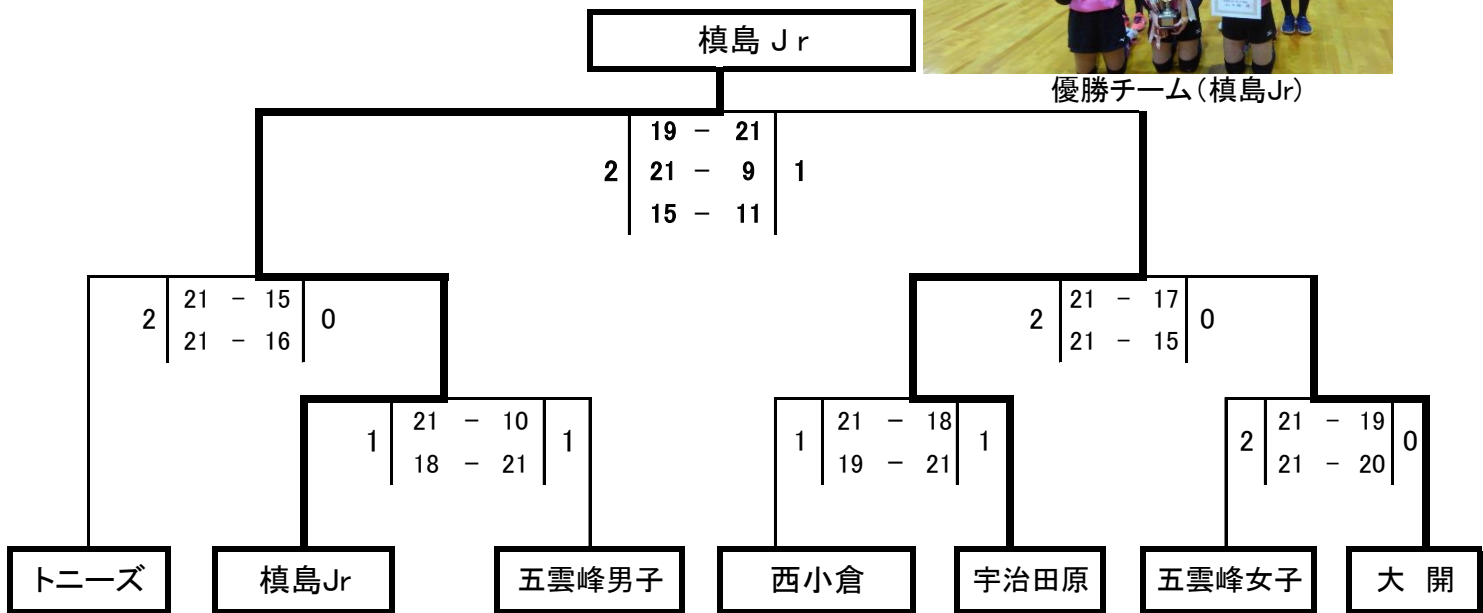 槙島 Jr
優勝チーム(槙島Jr)
19 - 21
2 21 - 9 1
15 - 11
2 21 - 15 0
21 - 16
2 21 - 17 0
21 - 15
1 21 - 10 1
18 - 21
1 21 - 18 1
19 - 21
2 21 - 19 0
21 - 20
トニーズ
槙島Jr
五雲峰男子
西小倉
宇治田原
五雲峰女子
大 開